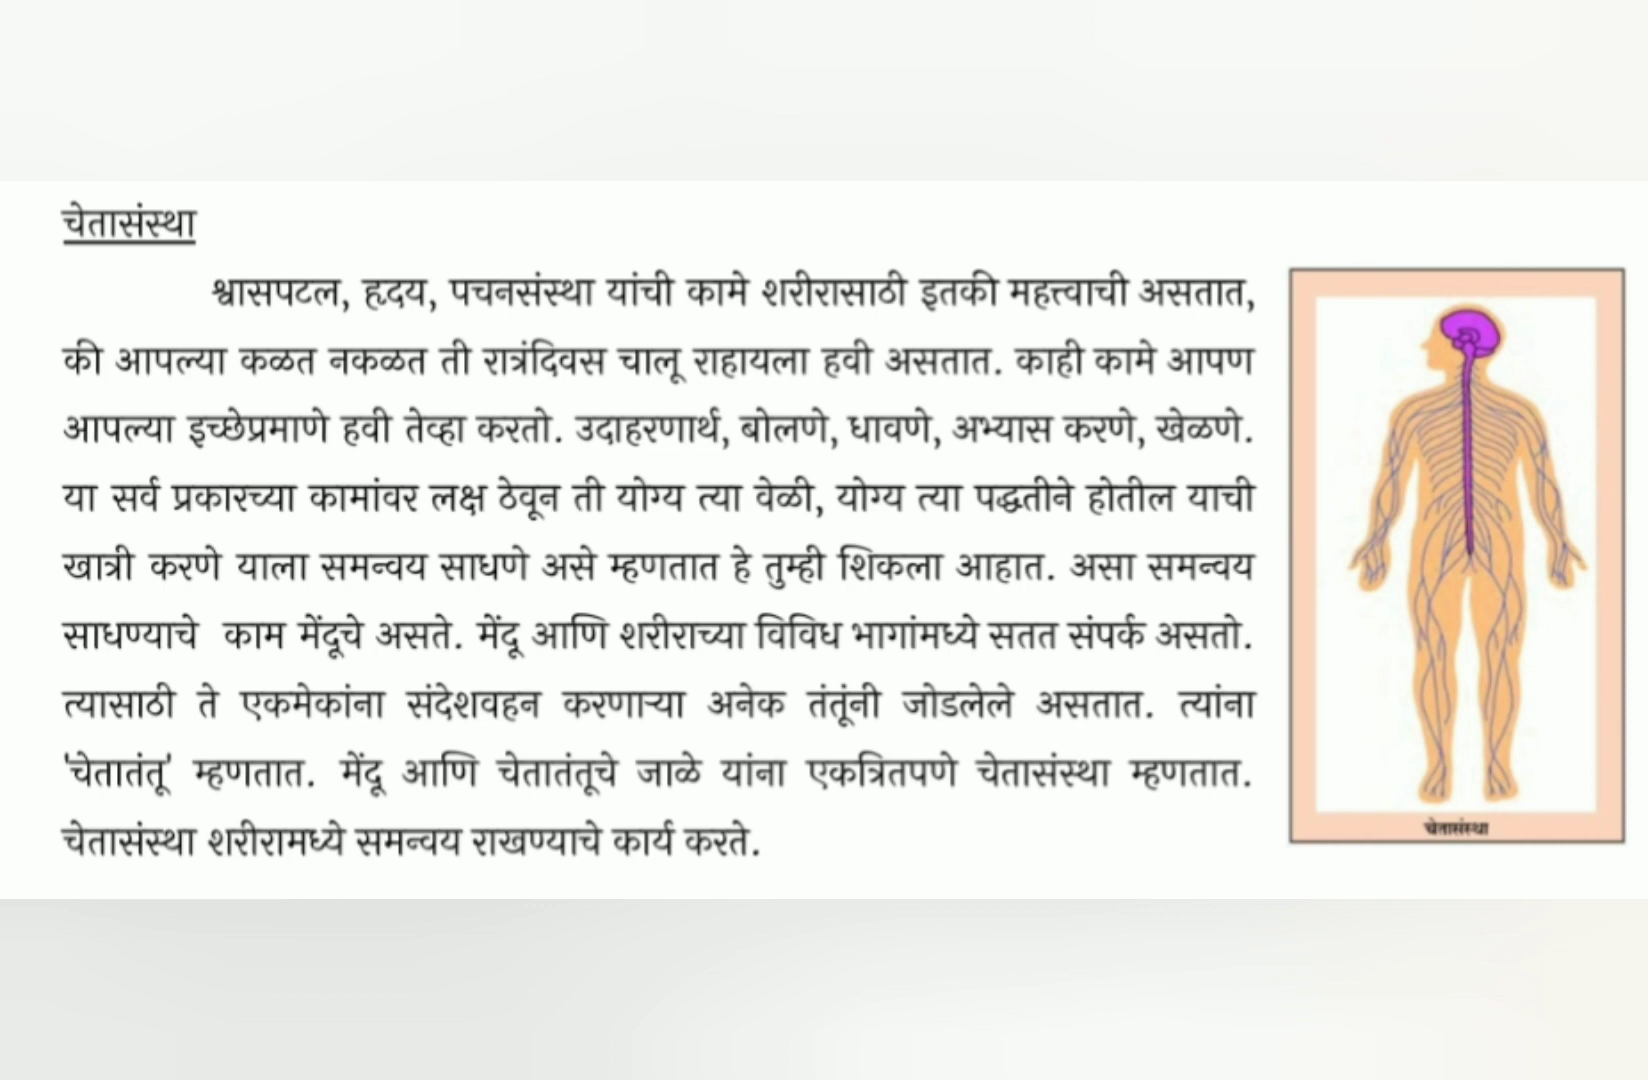 चेतासंस्था
श्वासपटल, हृदय, पचनसंस्था यांची कामे शरीरासाठी इतकी महत्त्वाची असतात,
की आपल्या कळत नकळत ती रात्रंदिवस चालू राहायला हवी असतात. काही कामे आपण
आपल्या इच्छेप्रमाणे हवी तेव्हा करतो. उदाहरणार्थ, बोलणे, धावणे, अभ्यास करणे, खेळणे.
या सर्व प्रकारच्या कामांवर लक्ष ठेवून ती योग्य त्या वेळी, योग्य त्या पद्धतीने होतील याची
खात्री करणे याला समन्वय साधणे असे म्हणतात हे तुम्ही शिकला आहात. असा समन्वय
साधण्याचे काम मेंदूचे असते. मेंदू आणि शरीराच्या विविध भागांमध्ये सतत संपर्क असतो.
त्यासाठी ते एकमेकांना संदेशवहन करणाऱ्या अनेक तंतूंनी जोडलेले असतात. त्यांना
'चेतातंतू' म्हणतात. मेंदू आणि चेतातंतूचे जाळे यांना एकत्रितपणे चेतासंस्था म्हणतात.
चेतासंस्था शरीरामध्ये समन्वय राखण्याचे कार्य करते.
चेतासंस्था